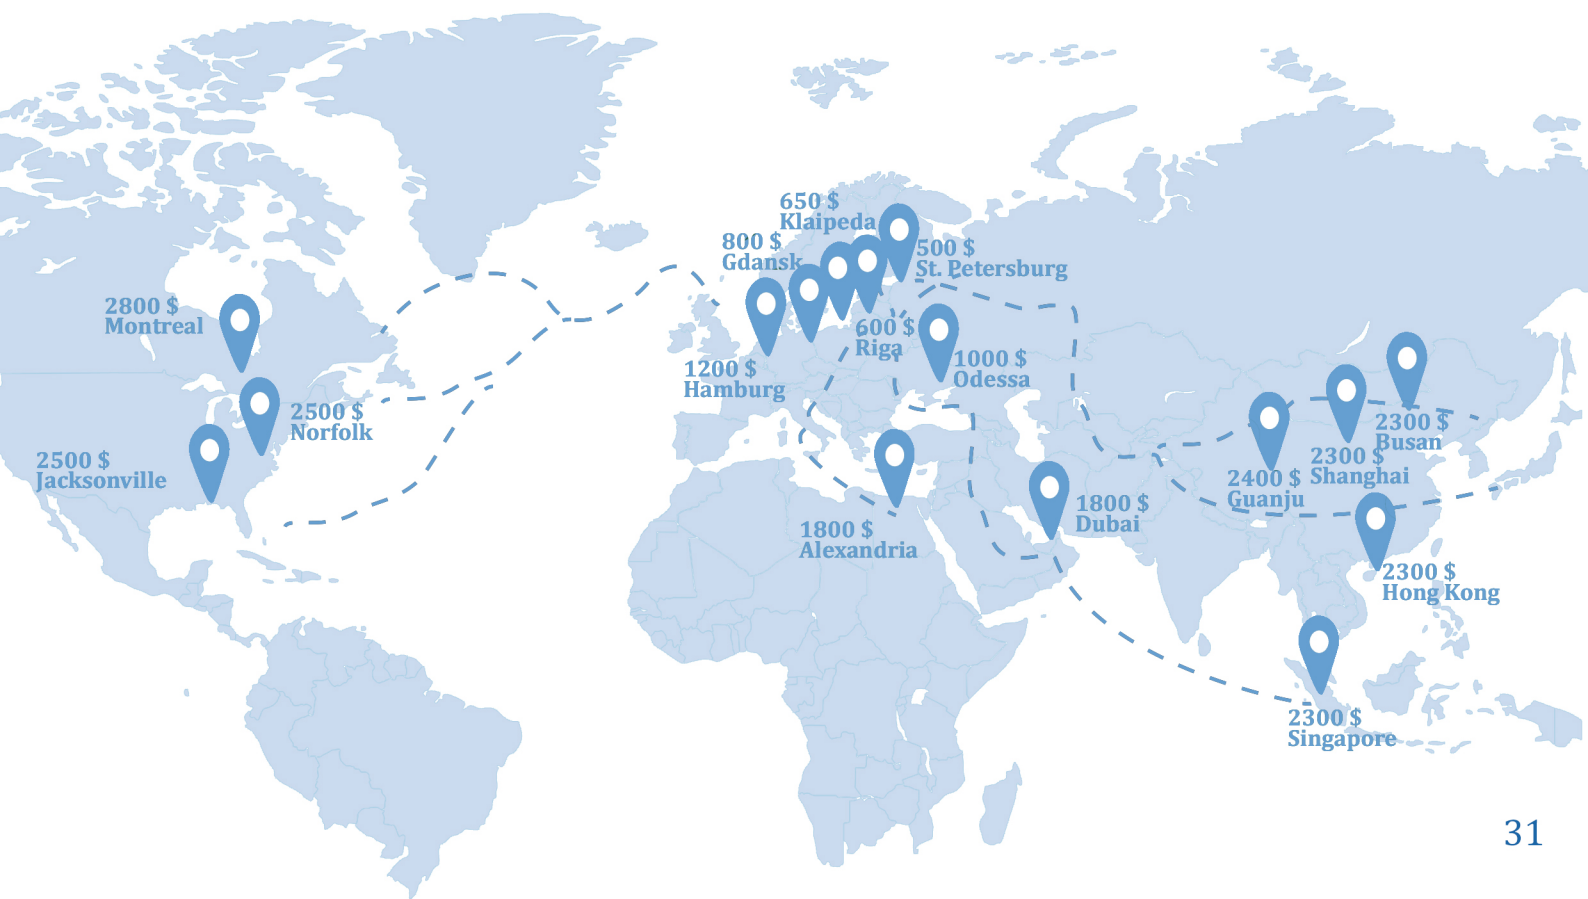 650 $
Klaipeda
800 $
Gdansk
500 $
St. Petersburg
2800 $
Montreal
600 $
Riga
1000 $
Odessa
1200 $
Hamburg
2500 $
Norfolk
2500 $
Jacksonville
2300 $
Busan
2300 $
Shanghai
2400 $
Guanju
1800 $
Dubai
1800 $
Alexandria
2300 $
Hong Kong
2300 $
Singapore
31